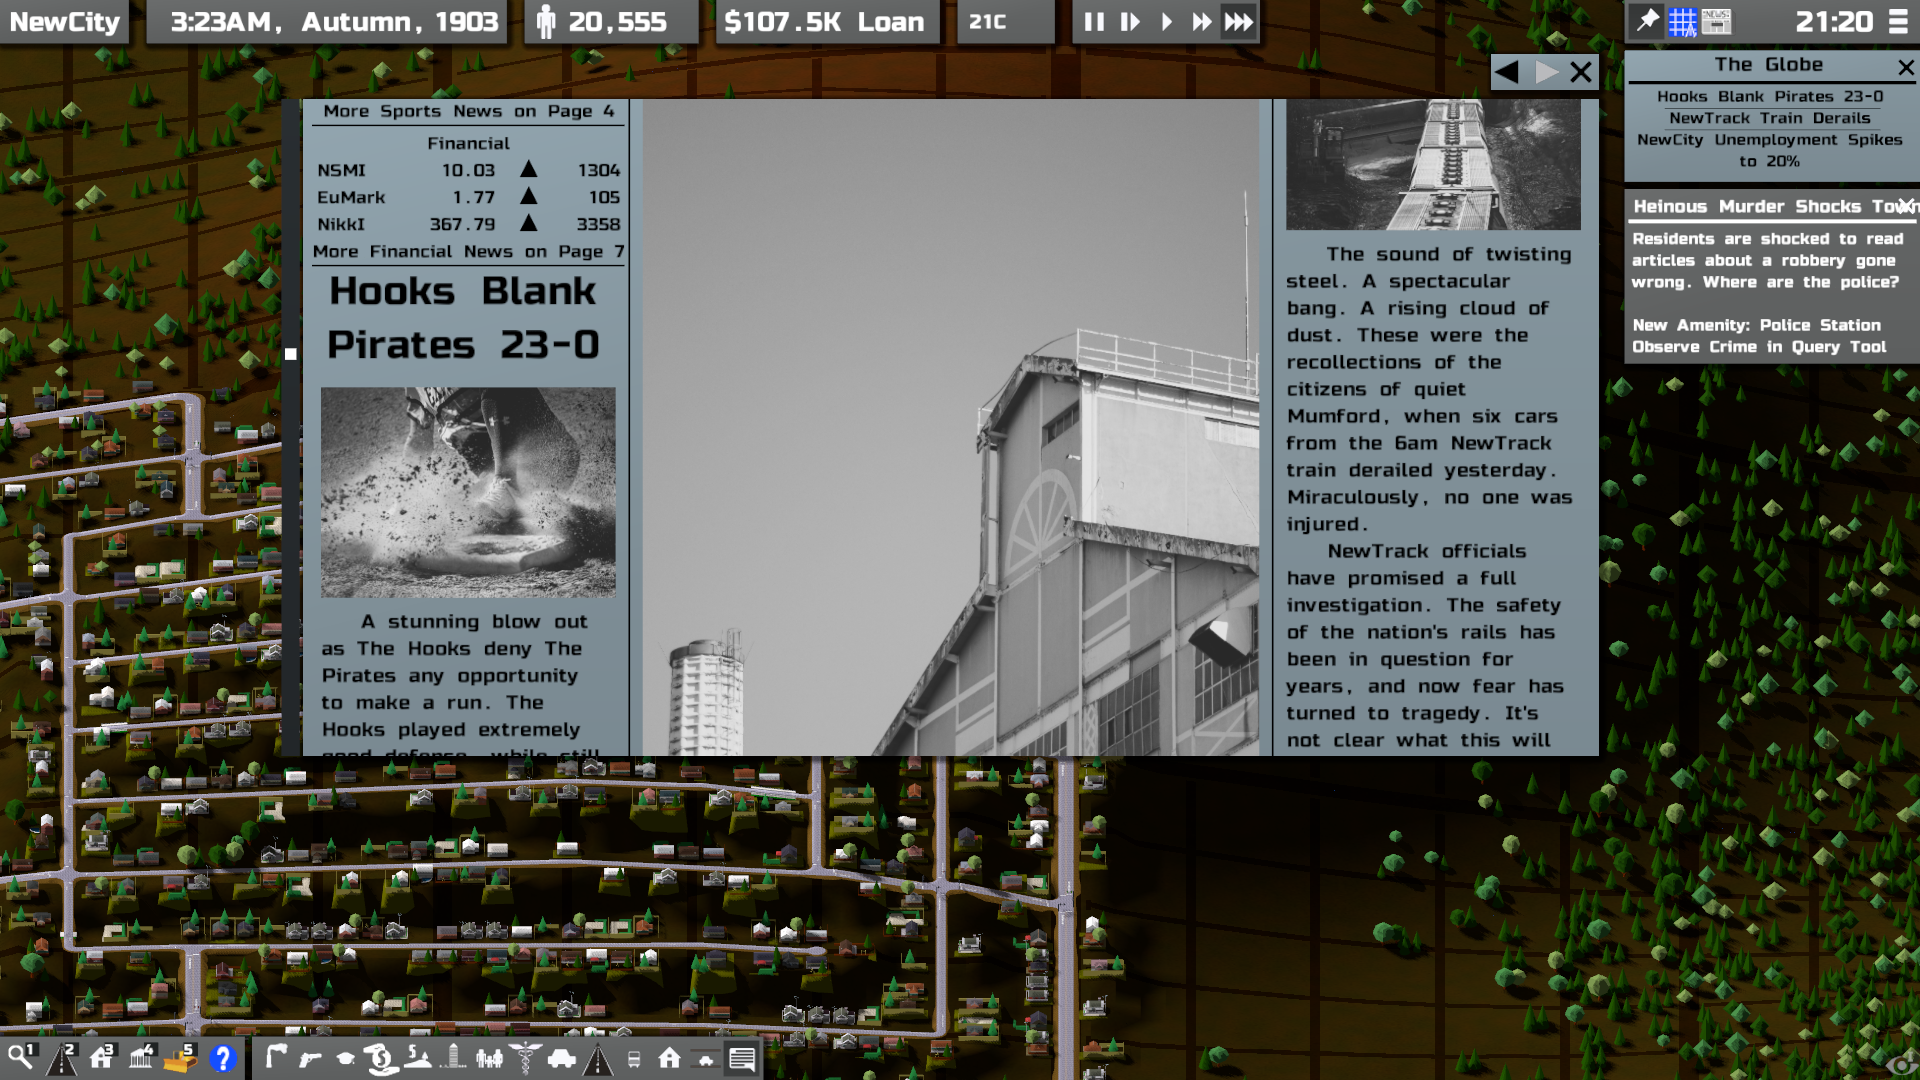 NewCity
3:23AM, Autumn, 1903
20,555
$107.5K Loan
21C
21:20
The Globe
Hooks Blank Pirates 23-0
NewTrack Train Derails
NewCity Unemployment Spikes
to 20%
Heinous Murder Shocks Town
Residents are shocked to read
articles about a robbery gone
wrong. Where are the police?
New Amenity: Police Station
Observe Crime in Query Tool
More Sports News on Page 4
Financial
NSMI 10.03 ▲ 1304
EuMark 1.77 ▲ 105
NikkI 367.79 ▲ 3358
More Financial News on Page 7
Hooks Blank
Pirates 23-0
A stunning blow out
as The Hooks deny The
Pirates any opportunity
to make a run. The
Hooks played extremely
good defense, while still
The sound of twisting
steel. A spectacular
bang. A rising cloud of
dust. These were the
recollections of the
citizens of quiet
Mumford, when six cars
from the 6am NewTrack
train derailed yesterday.
Miraculously, no one was
injured.
NewTrack officials
have promised a full
investigation. The safety
of the nation's rails has
been in question for
years, and now fear has
turned to tragedy. It's
not clear what this will
1 2 3 4 5 ?